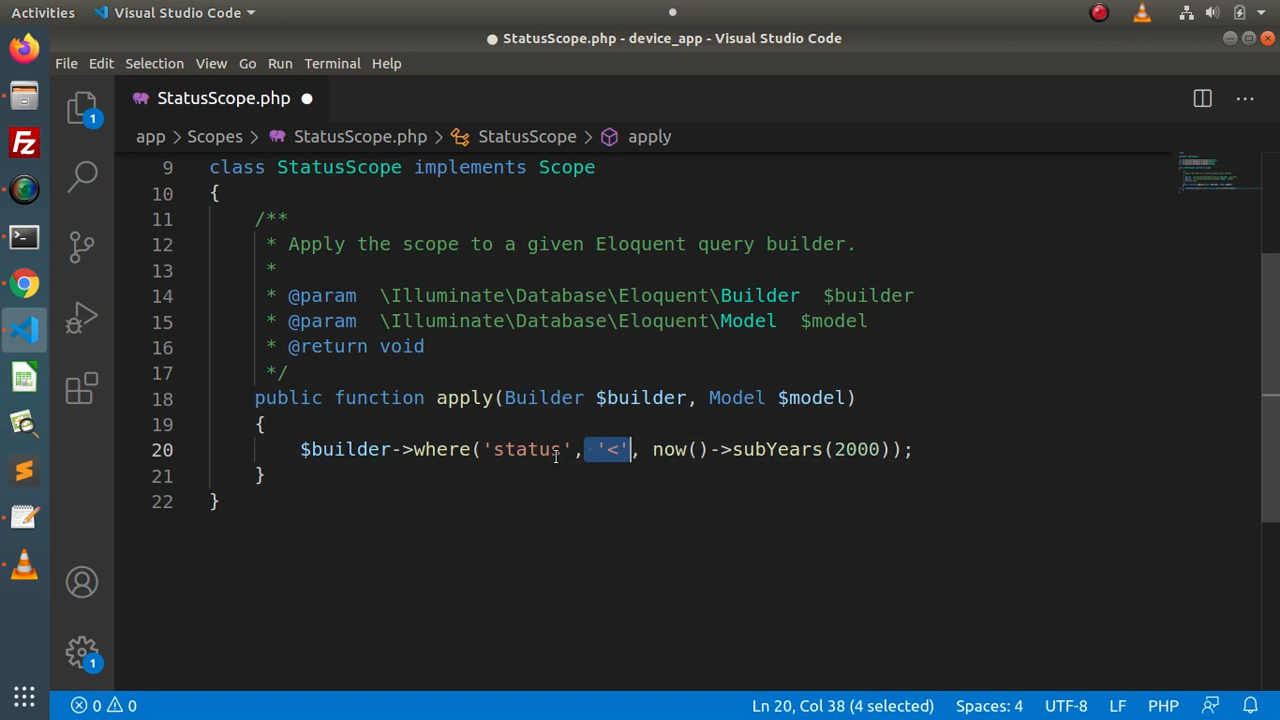 Activities Visual Studio Code
StatusScope.php - device_app - Visual Studio Code
File Edit Selection View Go Run Terminal Help
StatusScope.php
app > Scopes > StatusScope.php > StatusScope > apply
9 class StatusScope implements Scope
10 {
11 /**
12 * Apply the scope to a given Eloquent query builder.
13 *
14 * @param \Illuminate\Database\Eloquent\Builder $builder
15 * @param \Illuminate\Database\Eloquent\Model $model
16 * @return void
17 */
18 public function apply(Builder $builder, Model $model)
19 {
20 $builder->where('status', '<', now()->subYears(2000));
21 }
22 }
1
1
Fz
0 0 Ln 20, Col 38 (4 selected) Spaces: 4 UTF-8 LF PHP